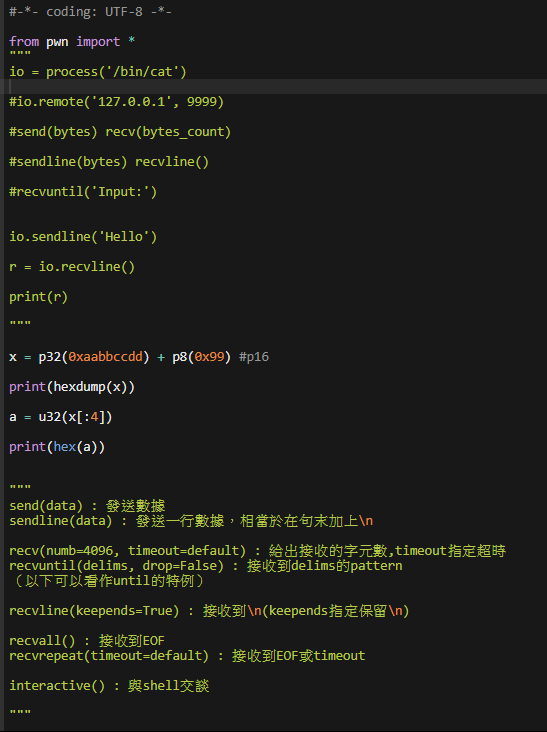 #-*- coding: UTF-8 -*-
from pwn import *
"""
io = process('/bin/cat')
#io.remote('127.0.0.1', 9999)
#send(bytes) recv(bytes_count)
#sendline(bytes) recvline()
#recvuntil('Input:')
io.sendline('Hello')
r = io.recvline()
print(r)
"""
x = p32(0xaabbccdd) + p8(0x99) #p16
print(hexdump(x))
a = u32(x[:4])
print(hex(a))
"""
send(data) : 發送數據
sendline(data) : 發送一行數據，相當於在句末加上\n
recv(numb=4096, timeout=default) : 給出接收的字元數,timeout指定超時
recvuntil(delims, drop=False) : 接收到delims的pattern
（以下可以看作until的特例）
recvline(keepends=True) : 接收到\n(keepends指定保留\n)
recvall() : 接收到EOF
recvrepeat(timeout=default) : 接收到EOF或timeout
interactive() : 與shell交談
"""